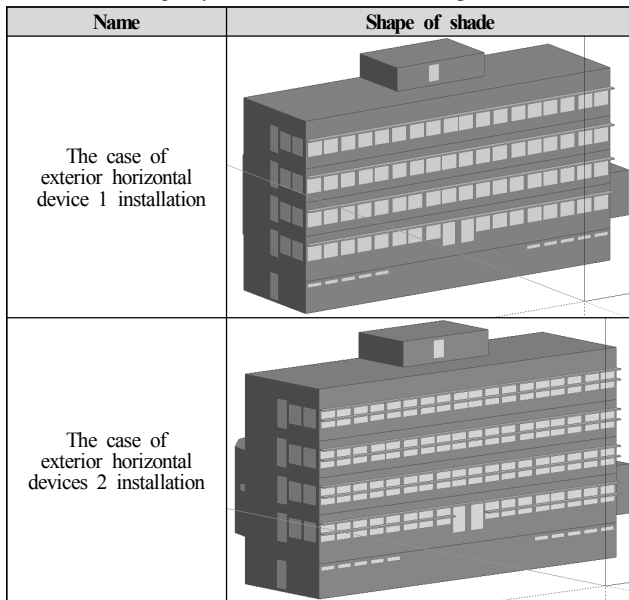 Name
Shape of shade
The case of
exterior horizontal
device 1 installation
The case of
exterior horizontal
devices 2 installation